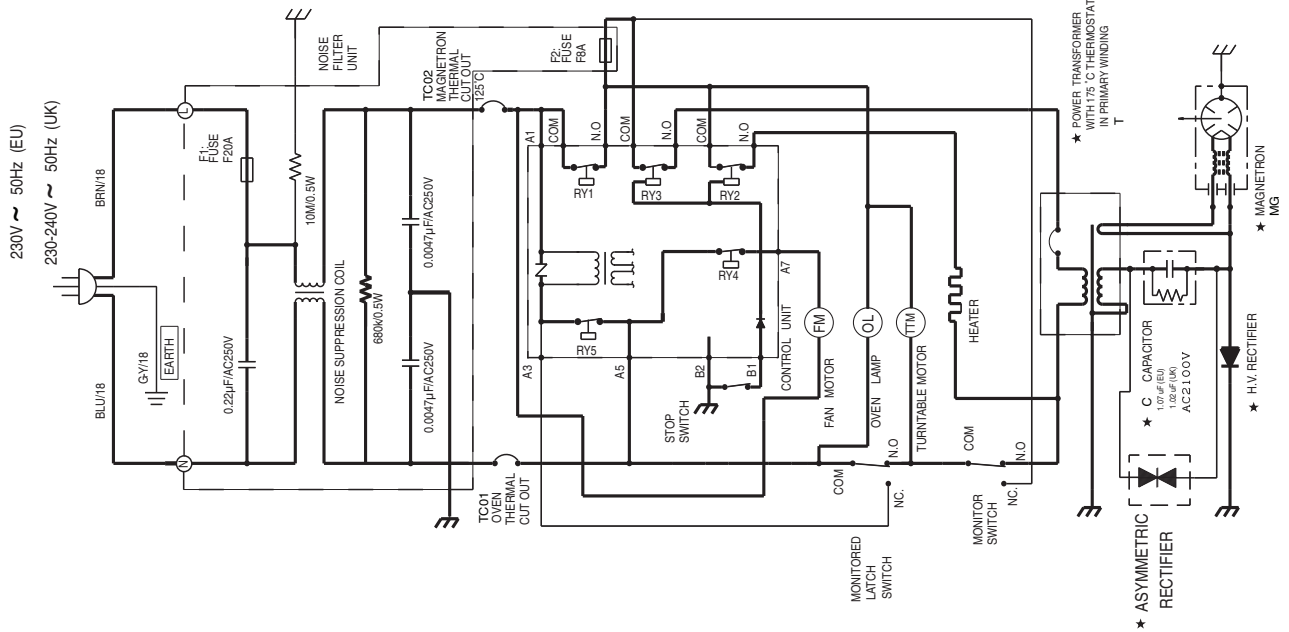 230V ~ 50Hz (EU)
230-240V ~ 50Hz (UK)
BRN/18
BLU/18
G-Y/18
EARTH
L
N
F1:
FUSE
F20A
0.22µF/AC250V
10M/0.5W
NOISE
FILTER
UNIT
NOISE SUPPRESSION COIL
680k/0.5W
0.0047µF/AC250V
0.0047µF/AC250V
TC02
MAGNETRON
THERMAL
CUT OUT
125°C
TC01
OVEN
THERMAL
CUT OUT
F2:
FUSE
F8A
A1
COM
N.O
COM
N.O
COM
N.O
RY1
RY3
RY2
RY4
RY5
A3
A5
B2
B1
A7
CONTROL UNIT
STOP
SWITCH
FM
FAN MOTOR
OL
OVEN LAMP
TTM
TURNTABLE MOTOR
HEATER
COM
N.O
NC.
MONITORED
LATCH
SWITCH
COM
N.O
NC.
MONITOR
SWITCH
★ POWER TRANSFORMER
WITH 175 °C THERMOSTAT
IN PRIMARY WINDING
T
★ MAGNETRON
MG
★ C CAPACITOR
1.07 uF (EU)
1.02 uF (UK)
AC2100V
★ H.V. RECTIFIER
★ ASYMMETRIC
RECTIFIER